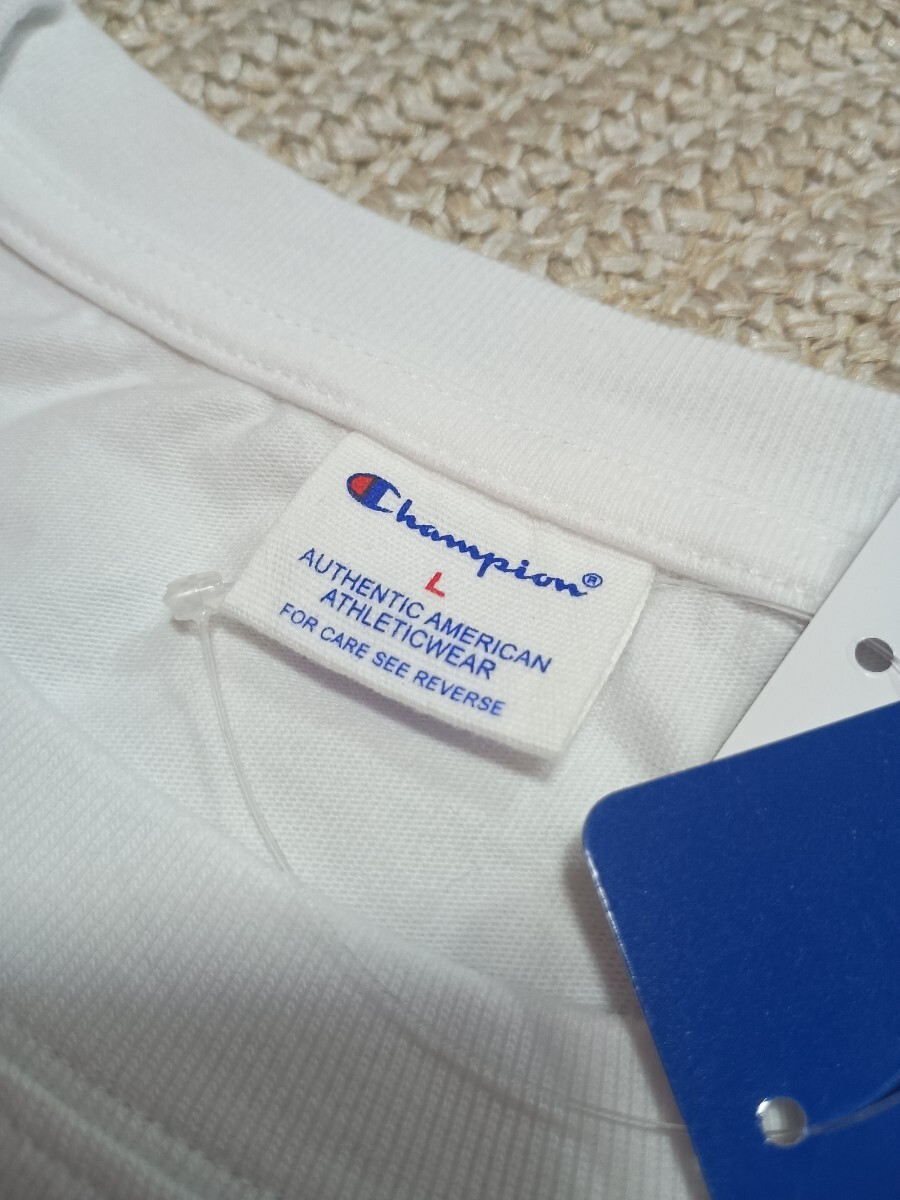 Champion®
L
AUTHENTIC AMERICAN
ATHLETICWEAR
FOR CARE SEE REVERSE